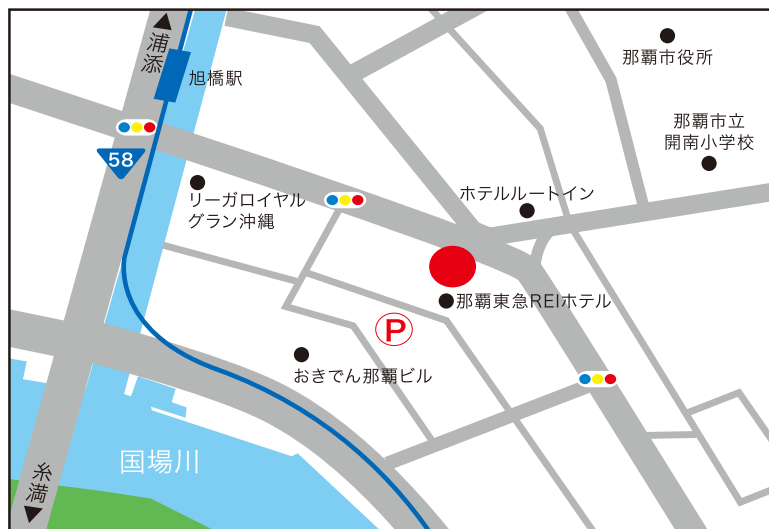 浦添
旭橋駅
58
那覇市役所
那覇市立
開南小学校
リーガロイヤル
グラン沖縄
ホテルルートイン
那覇東急REIホテル
P
おきでん那覇ビル
国場川
糸満